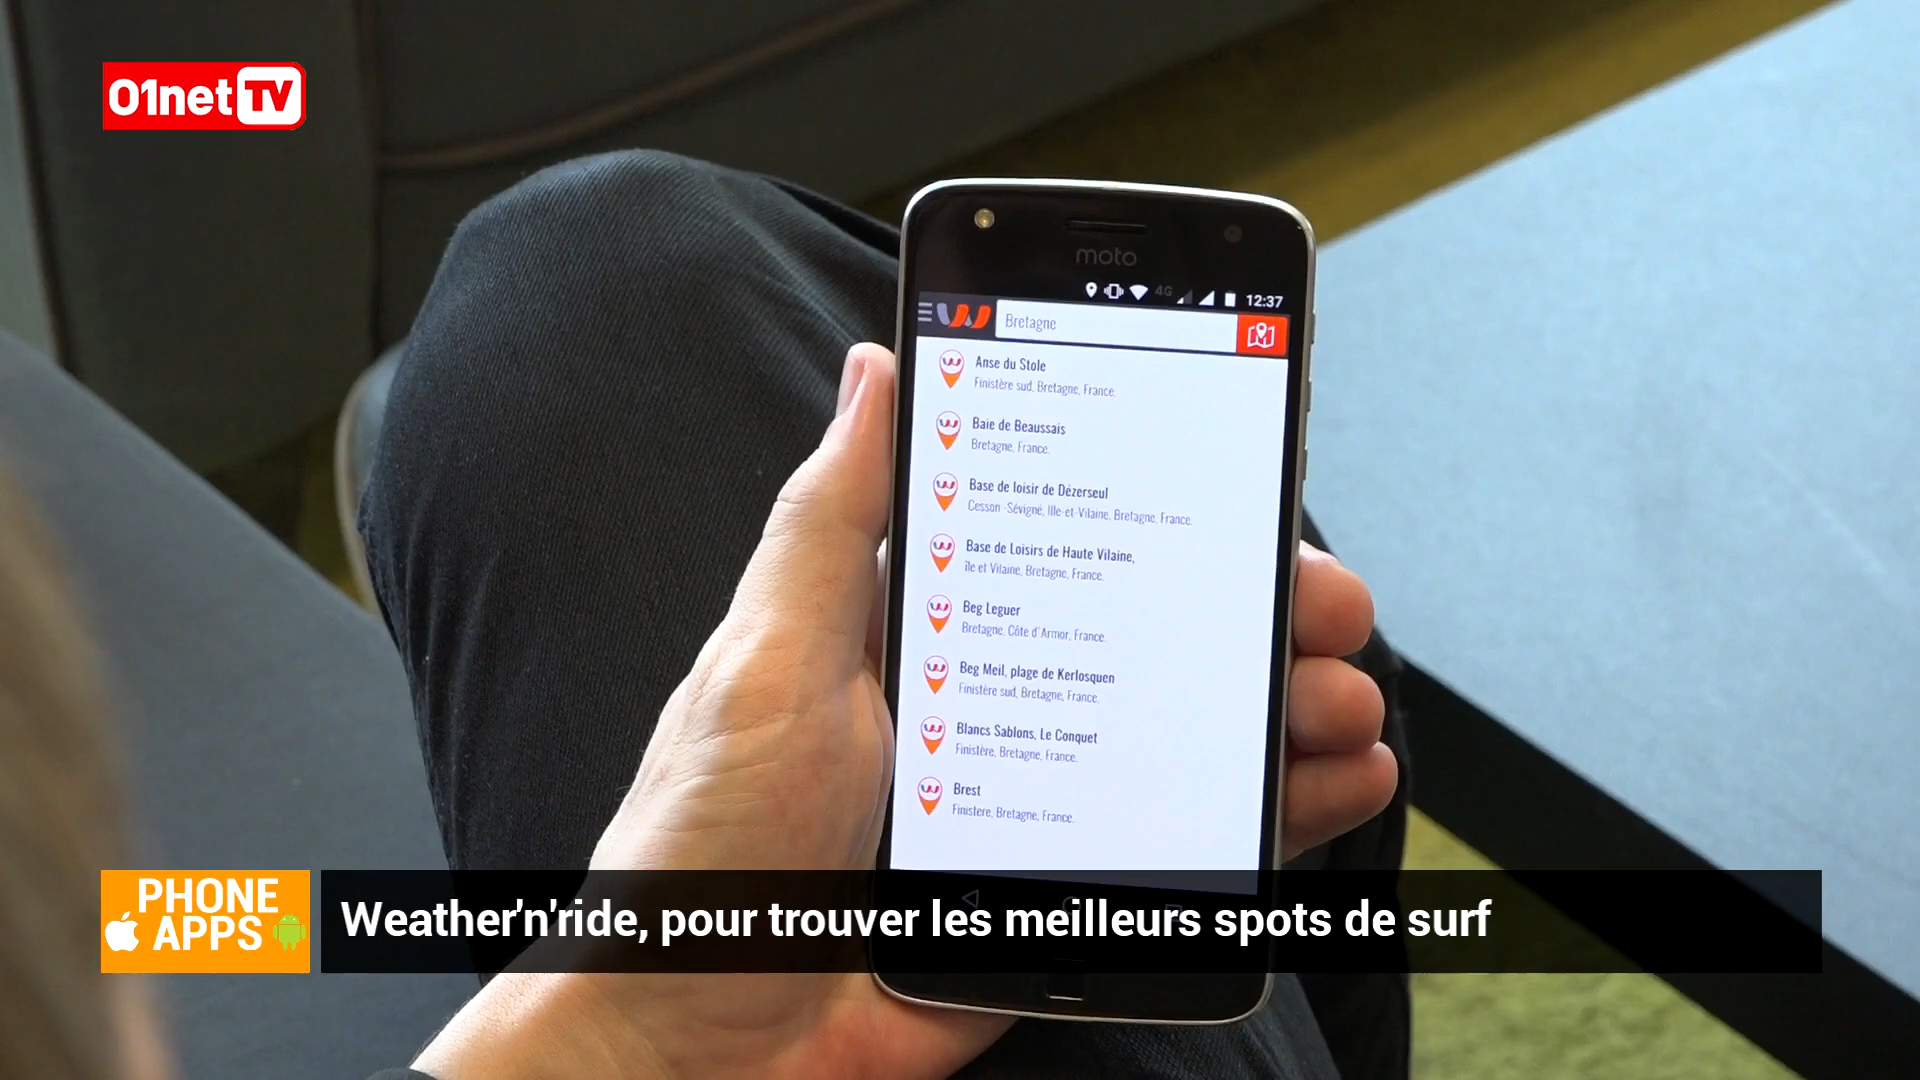 01net TV
moto
4G 12:37
Bretagne
Anse du Stole
Finistère sud, Bretagne, France.
Baie de Beaussais
Bretagne, France.
Base de loisir de Dézerseul
Cesson -Sévigné, Ille-et-Vilaine, Bretagne, France.
Base de Loisirs de Haute Vilaine,
île et Vilaine, Bretagne, France.
Beg Leguer
Bretagne, Côte d'Armor, France.
Beg Meil, plage de Kerlosquen
Finistère sud, Bretagne, France.
Blancs Sablons, Le Conquet
Finistère, Bretagne, France.
Brest
Finistere, Bretagne, France.
PHONE
APPS
Weather'n'ride, pour trouver les meilleurs spots de surf